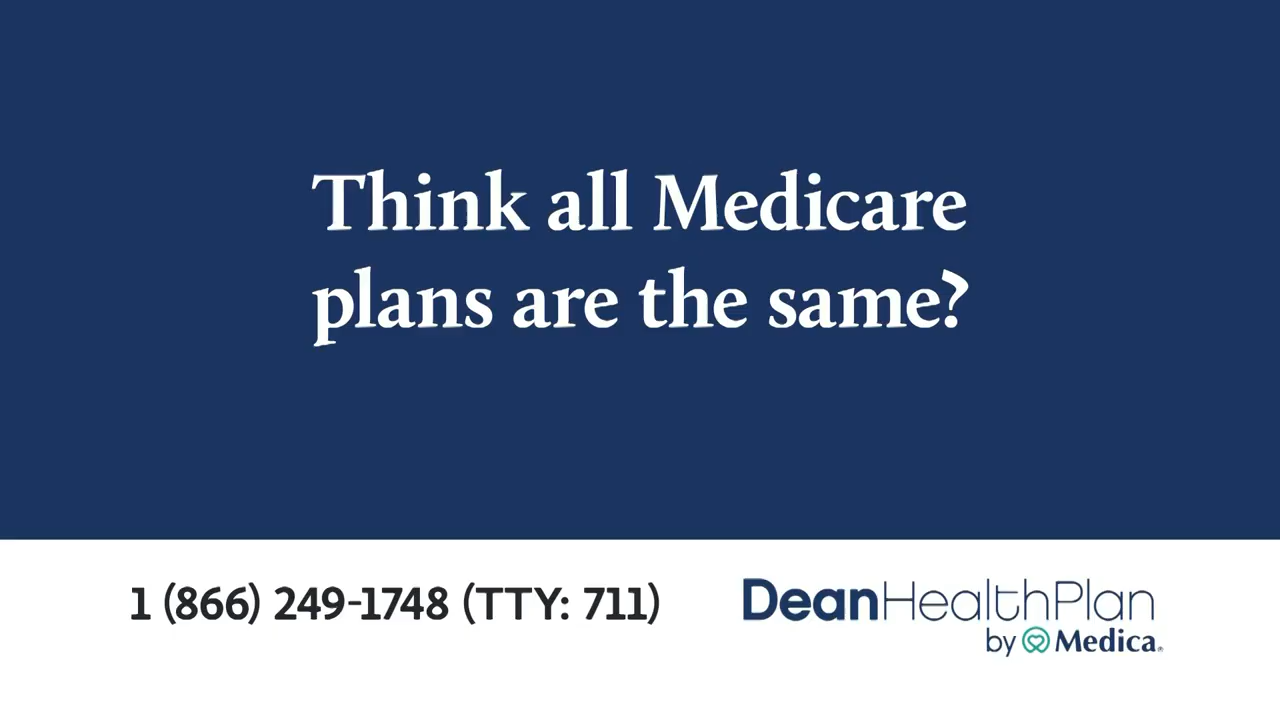 Think all Medicare
plans are the same?
1 (866) 249-1748 (TTY: 711)
DeanHealthPlan
by Medica®